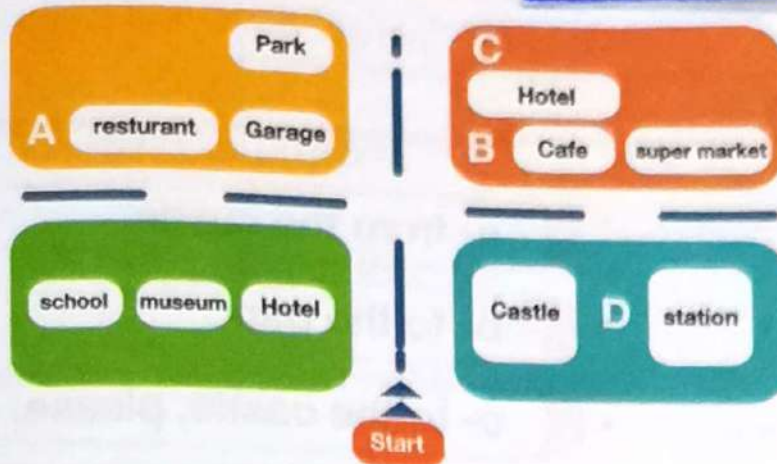 Park
A resturant Garage
C
Hotel
B Cafe super market
school museum Hotel
Castle D station
Start